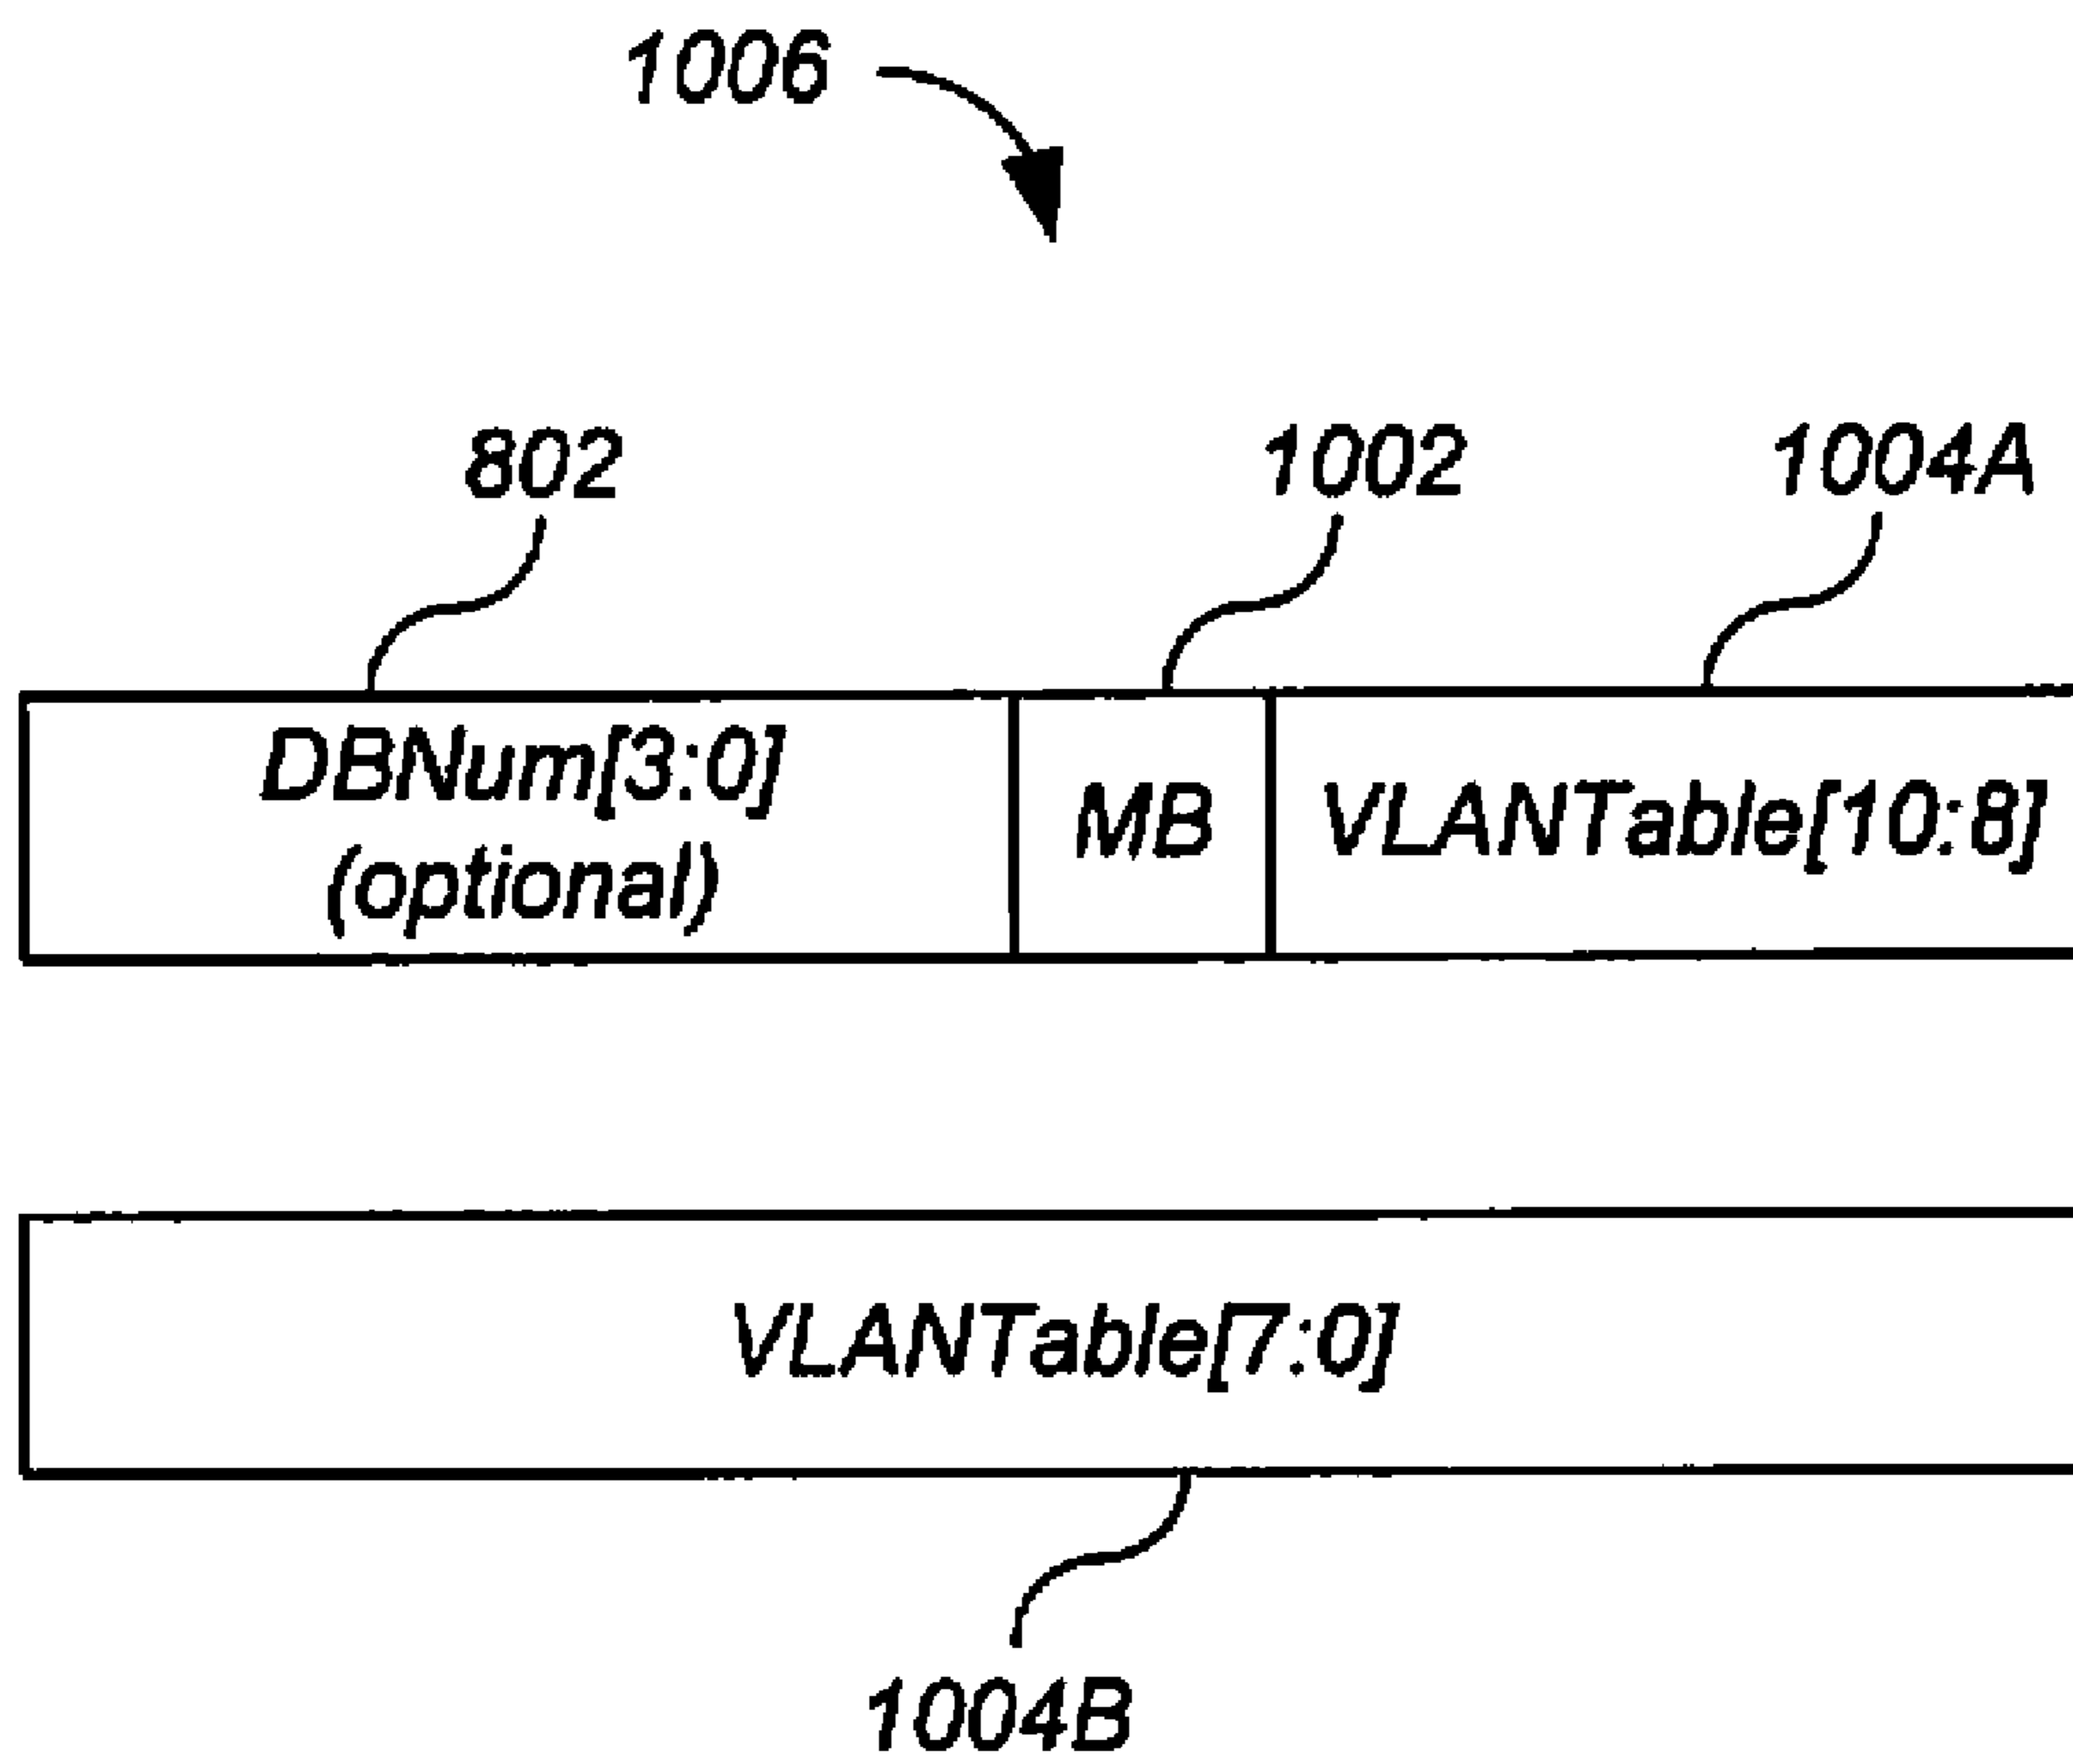 1006
802
1002
1004A
DBNum[3:0]
(optional)
MB
VLANTable[10:8]
VLANTable[7:0]
1004B